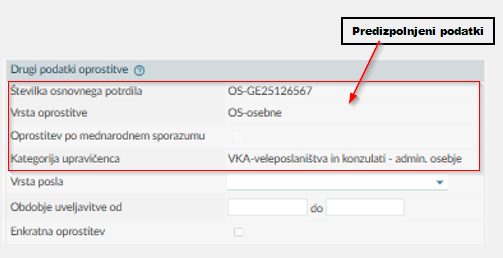 Predizpolnjeni podatki
Drugi podatki oprostitve ?
Številka osnovnega potrdila OS-GE25126567
Vrsta oprostitve OS-osebne
Oprostitev po mednarodnem sporazumu
Kategorija upravičenca VKA-veleposlaništva in konzulati - admin. osebje
Vrsta posla
Obdobje uveljavitve od do
Enkratna oprostitev